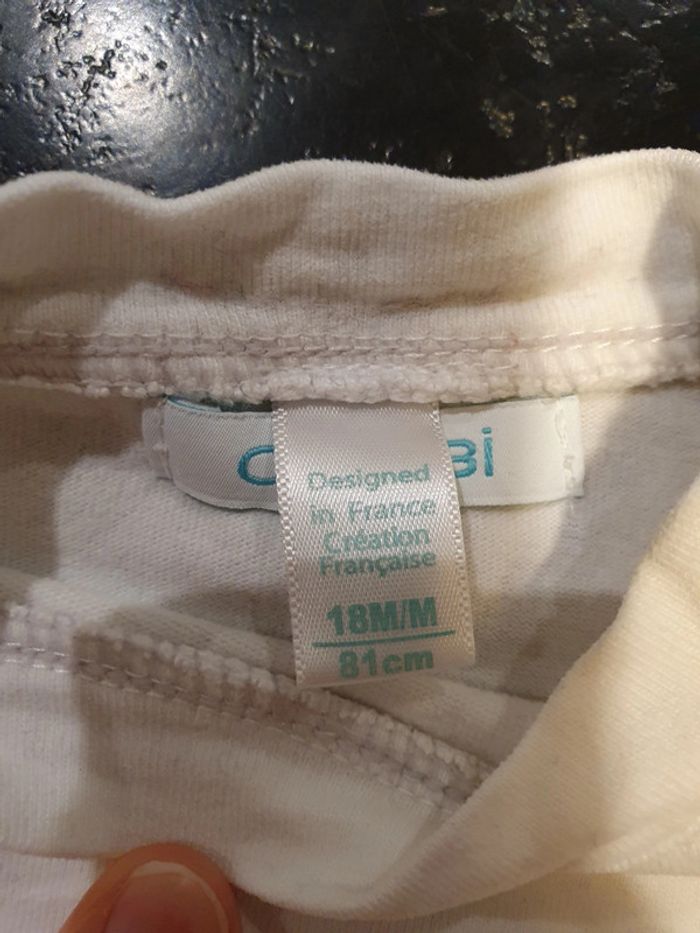 Designed
in France
Création
Française
18M/M
81cm